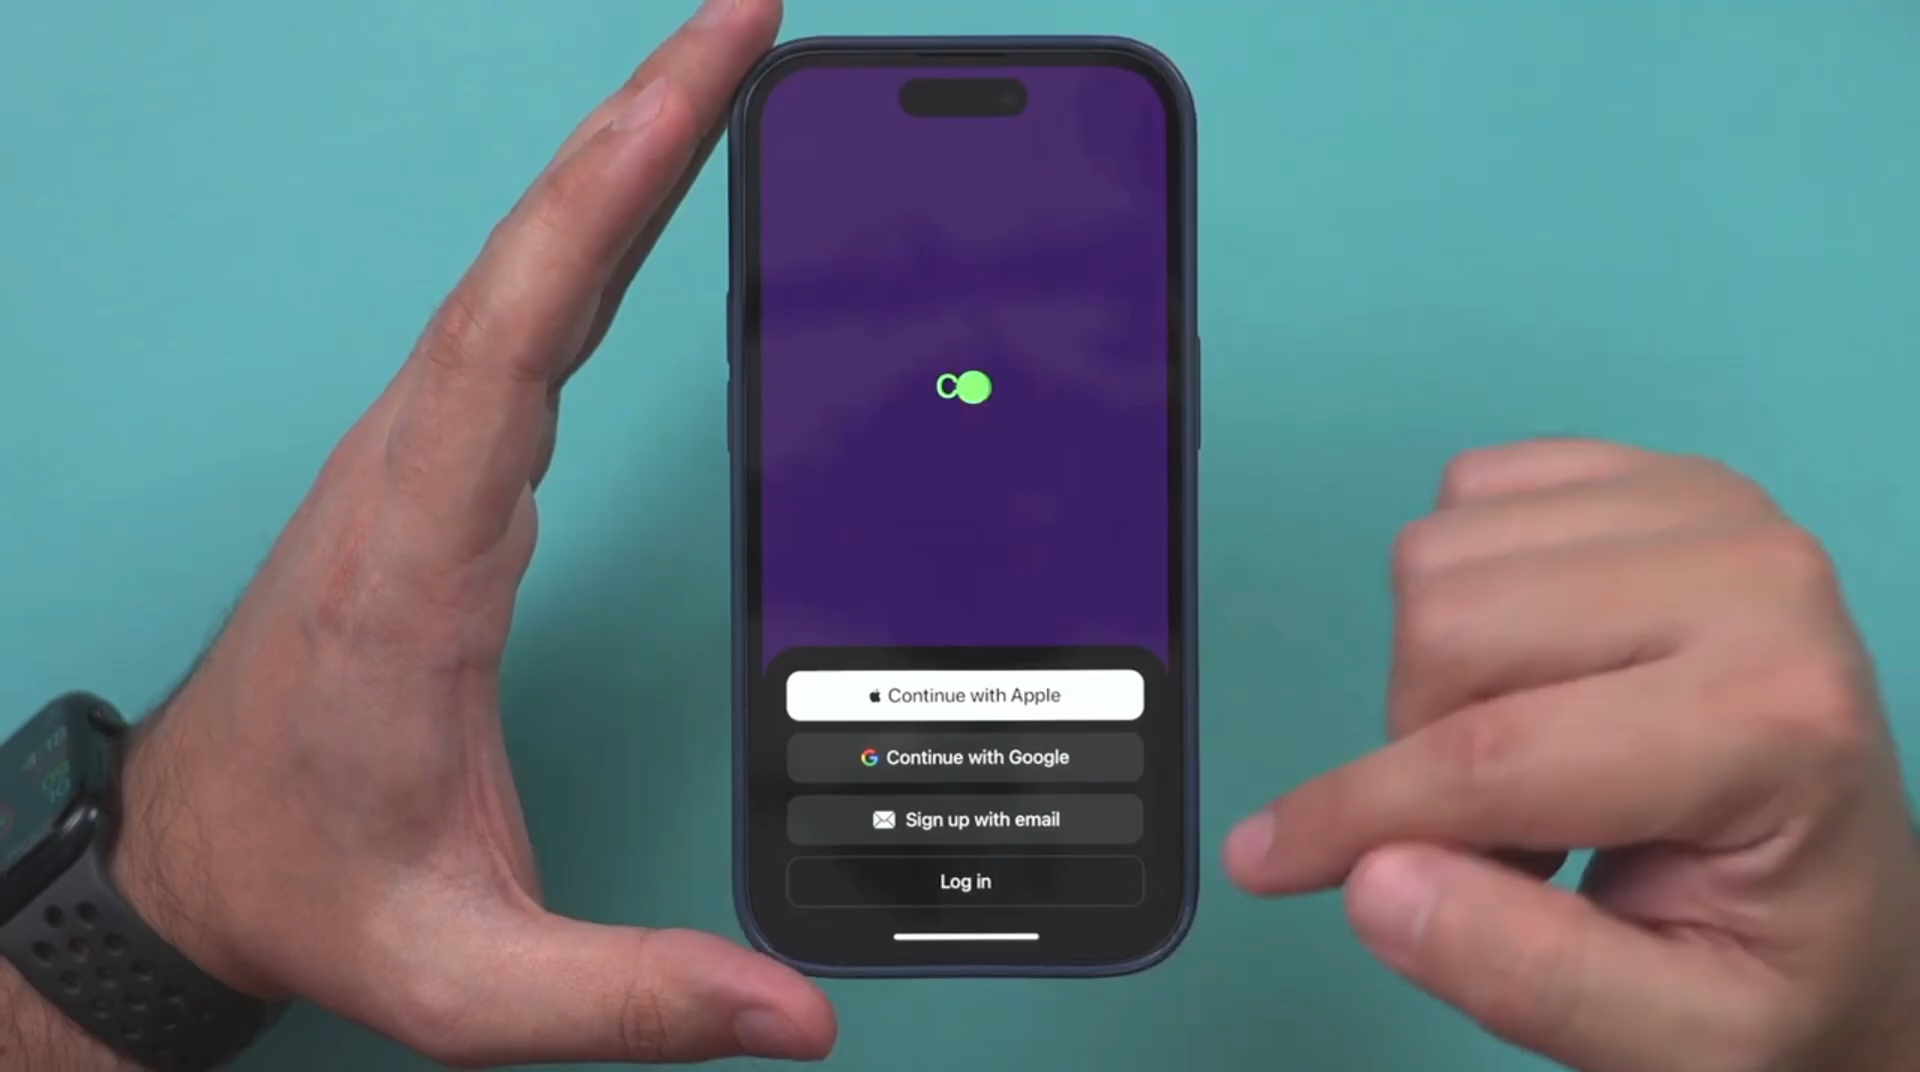 C
Continue with Apple
Continue with Google
Sign up with email
Log in